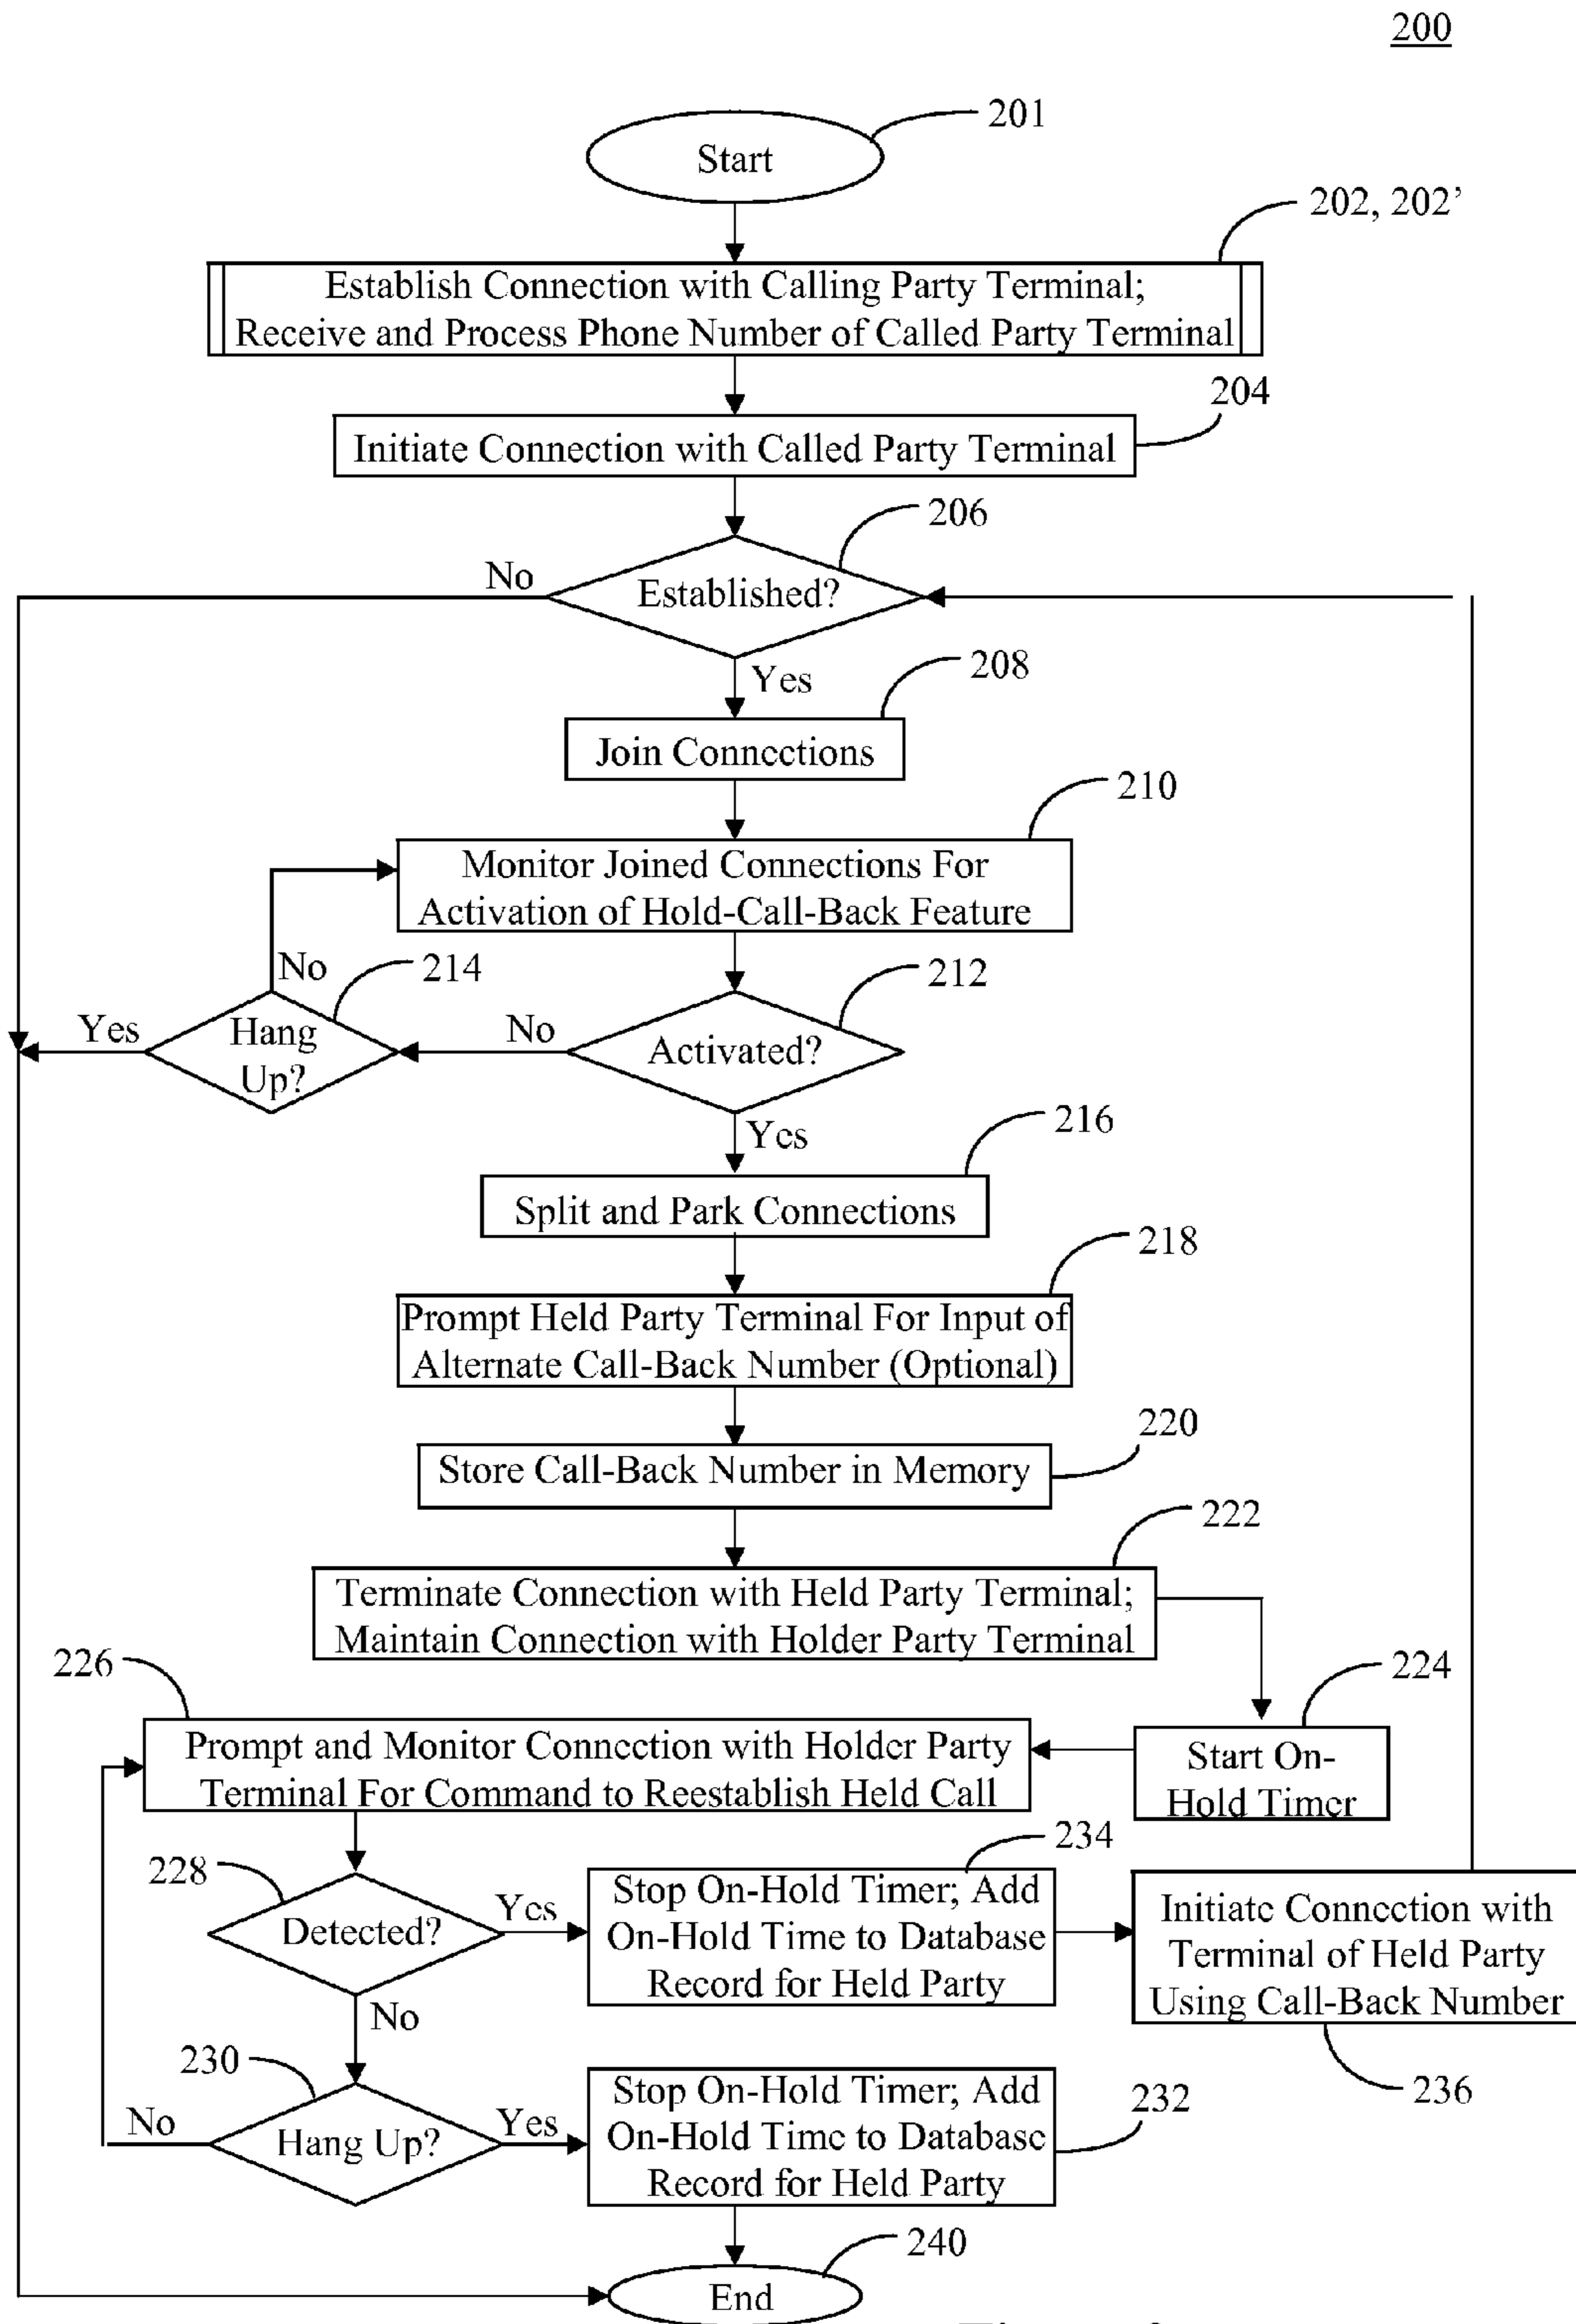 200
201
Start
202, 202’
Establish Connection with Calling Party Terminal;
Receive and Process Phone Number of Called Party Terminal
204
Initiate Connection with Called Party Terminal
206
No
Established?
Yes
208
Join Connections
210
Monitor Joined Connections For
Activation of Hold-Call-Back Feature
No
214
212
Yes
Hang
Up?
No
Activated?
Yes
216
Split and Park Connections
218
Prompt Held Party Terminal For Input of
Alternate Call-Back Number (Optional)
220
Store Call-Back Number in Memory
222
Terminate Connection with Held Party Terminal;
Maintain Connection with Holder Party Terminal
226
224
Prompt and Monitor Connection with Holder Party
Terminal For Command to Reestablish Held Call
Start On-
Hold Timer
234
228
Detected?
Yes
Stop On-Hold Timer; Add
On-Hold Time to Database
Record for Held Party
Initiate Connection with
Terminal of Held Party
Using Call-Back Number
No
230
236
No
Hang Up?
Yes
Stop On-Hold Timer; Add
On-Hold Time to Database
Record for Held Party
232
240
End